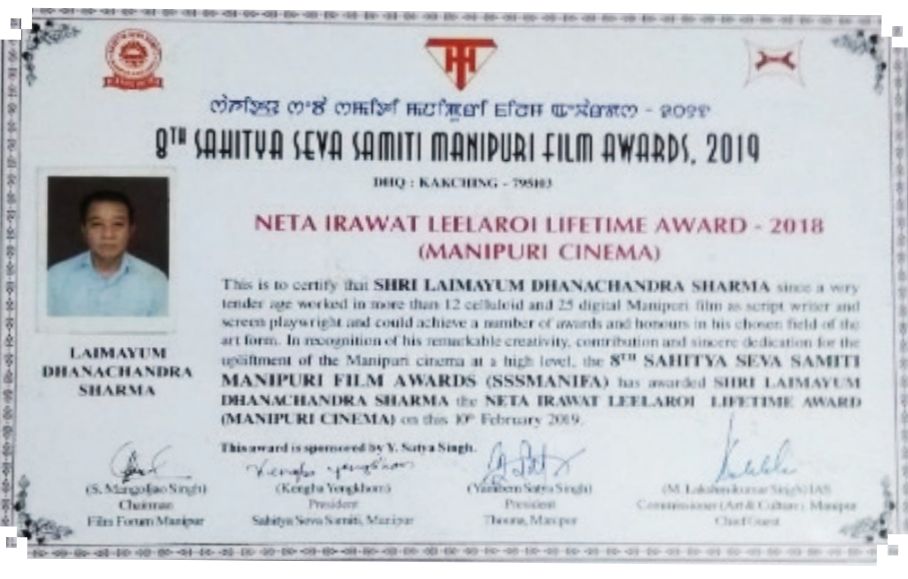 8TH SAHITYA SEVA SAMITI MANIPURI FILM AWARDS, 2019
DHQ : KAKCHING - 795103
NETA IRAWAT LEELAROI LIFETIME AWARD - 2018
(MANIPURI CINEMA)
This is to certify that SHRI LAIMAYUM DHANACHANDRA SHARMA since a very
tender age worked in more than 12 celluloid and 25 digital Manipuri film as script writer and
screen playwright and could achieve a number of awards and honours in his chosen field of the
art form. In recognition of his remarkable creativity, contribution and sincere dedication for the
upliftment of the Manipuri cinema at a high level, the 8TH SAHITYA SEVA SAMITI
MANIPURI FILM AWARDS (SSSMANIFA) has awarded SHRI LAIMAYUM
DHANACHANDRA SHARMA the NETA IRAWAT LEELAROI LIFETIME AWARD
(MANIPURI CINEMA) on this 10th February 2019.
This award is sponsored by Y. Satya Singh.
LAIMAYUM
DHANACHANDRA
SHARMA
(S. Mangoljao Singh)
Chairman
Film Forum Manipur
(Kengba Yengkhom)
President
Sahitya Seva Samiti, Manipur
(Yambem Satya Singh)
President
Manipur
(M. Lakshmikumar Singh) IAS
Commissioner (Art & Culture), Manipur
Chief Guest